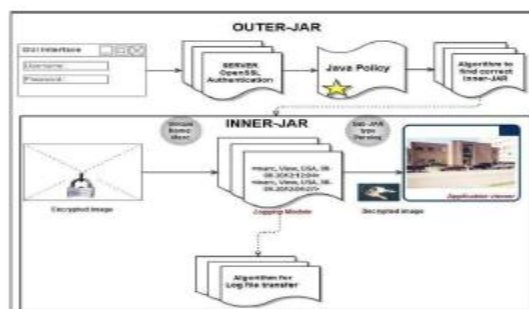 OUTER-JAR
GUI Interface
Username:
Password:
SERVER
OpenSSL
Authentication
Java Policy
Algorithm to
find correct
Inner-JAR
INNER-JAR
Encrypted Image
Logging Module
Decrypted Image
Application viewer
Algorithm for
Log file transfer